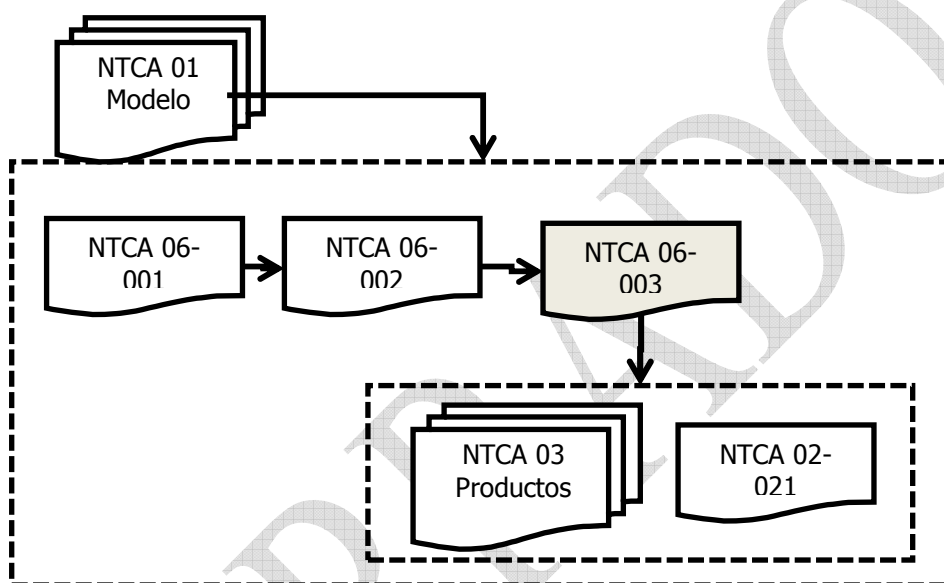 NTCA 01
Modelo
NTCA 06-
001
NTCA 06-
002
NTCA 06-
003
NTCA 03
Productos
NTCA 02-
021